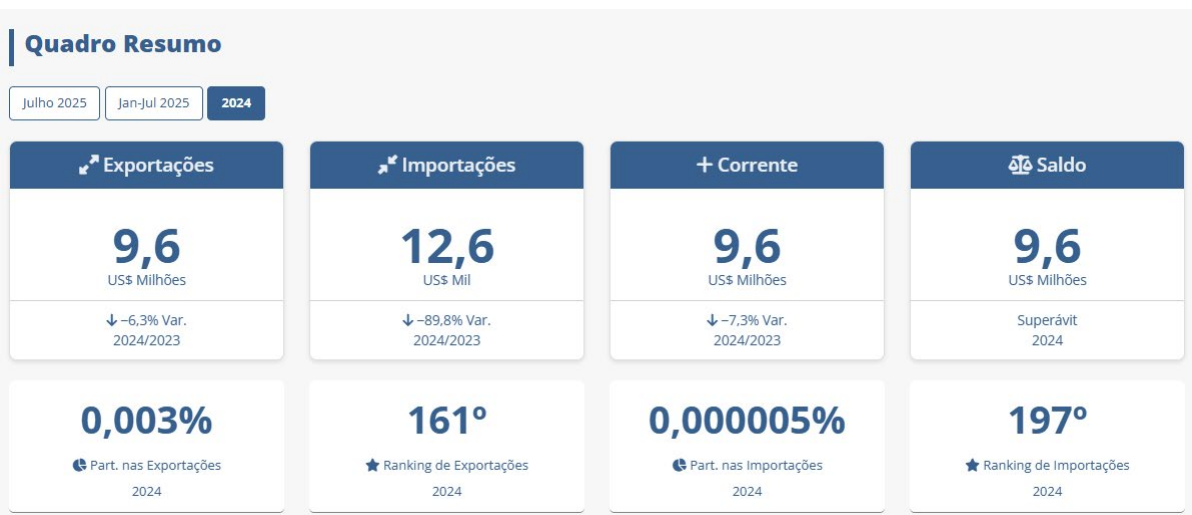 Quadro Resumo
Julho 2025 Jan-Jul 2025 2024
Exportações
9,6
US$ Milhões
−6,3% Var.
2024/2023
Importações
12,6
US$ Mil
−89,8% Var.
2024/2023
Corrente
9,6
US$ Milhões
−7,3% Var.
2024/2023
Saldo
9,6
US$ Milhões
Superávit
2024
0,003%
Part. nas Exportações
2024
161º
Ranking de Exportações
2024
0,000005%
Part. nas Importações
2024
197º
Ranking de Importações
2024